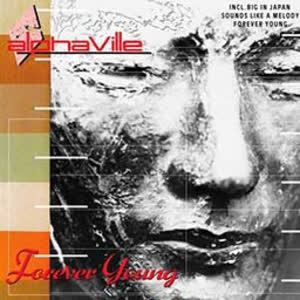 alphaville
INCL. BIG IN JAPAN
SOUNDS LIKE A MELODY
FOREVER YOUNG
Forever Young